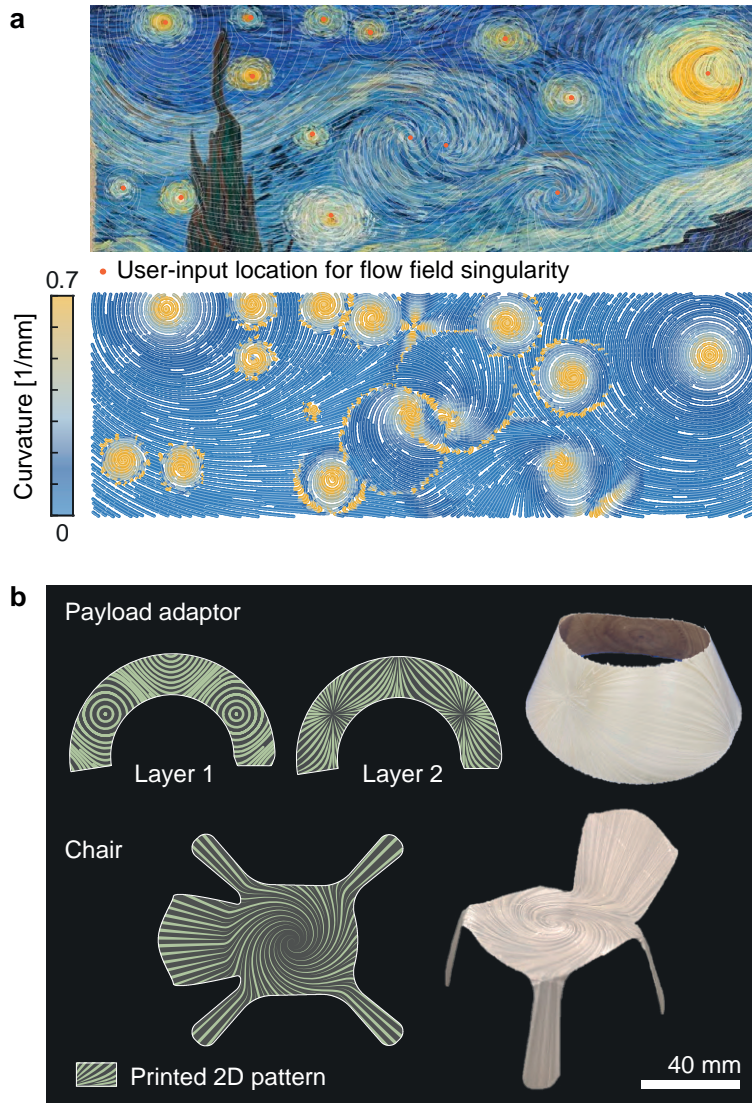 a
User-input location for flow field singularity
0.7
Curvature [1/mm]
0
b
Payload adaptor
Layer 1
Layer 2
Chair
Printed 2D pattern
40 mm